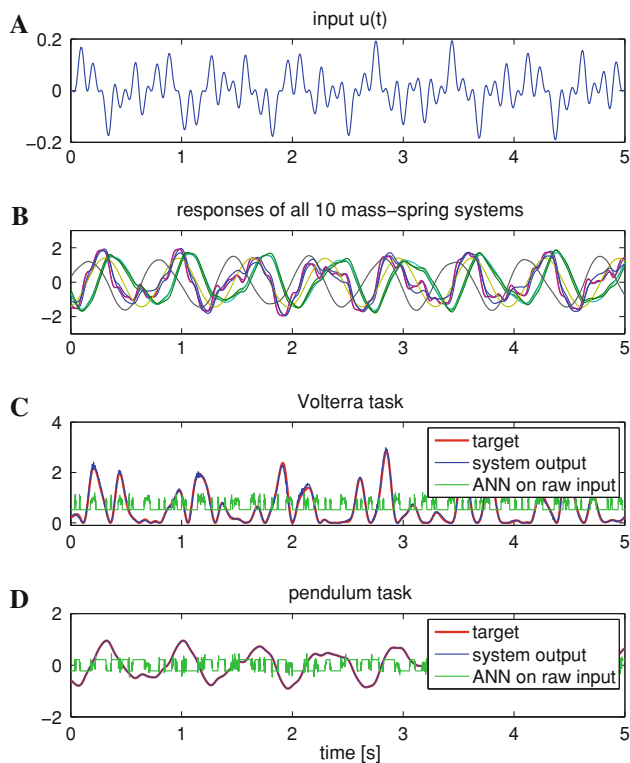 A
input u(t)
0.2
0
−0.2
0 1 2 3 4 5
B
responses of all 10 mass−spring systems
2
0
−2
0 1 2 3 4 5
C
Volterra task
4
2
0
0 1 2 3 4 5
target
system output
ANN on raw input
D
pendulum task
2
0
−2
0 1 2 3 4 5
target
system output
ANN on raw input
time [s]